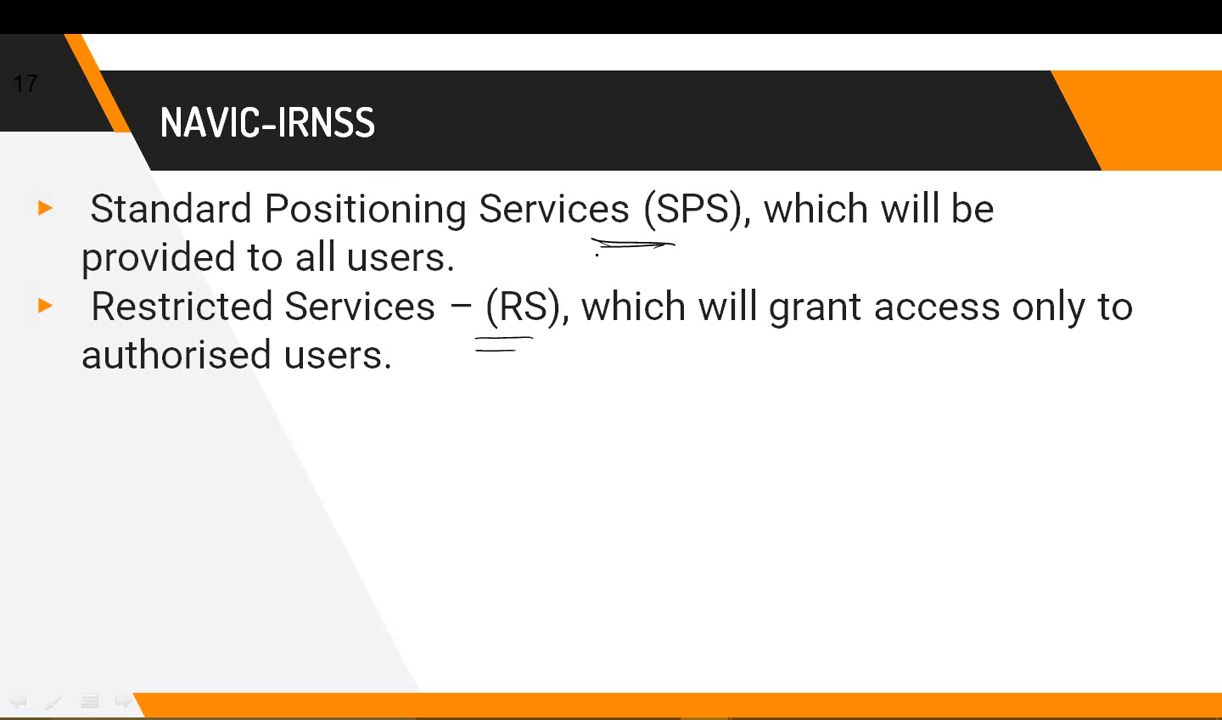 17
NAVIC-IRNSS
Standard Positioning Services (SPS), which will be
provided to all users.
Restricted Services – (RS), which will grant access only to
authorised users.